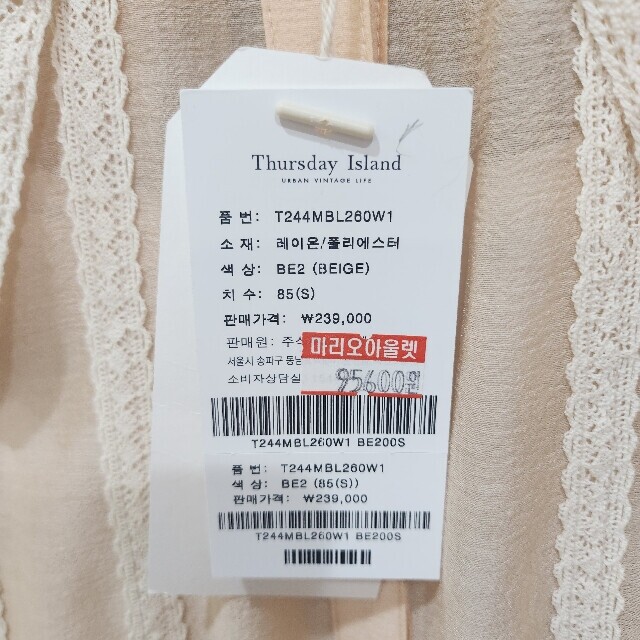 Thursday Island
URBAN VINTAGE LIFE
품 번: T244MBL260W1
소 재: 레이온/폴리에스터
색 상: BE2 (BEIGE)
치 수: 85(S)
판매가격: ₩239,000
판매원: 주식
마리오아울렛
서울시 송파구 동남
소비자상담실
95600원
T244MBL260W1 BE200S
품 번: T244MBL260W1
색 상: BE2 (85(S))
판매가격: ₩239,000
T244MBL260W1 BE200S